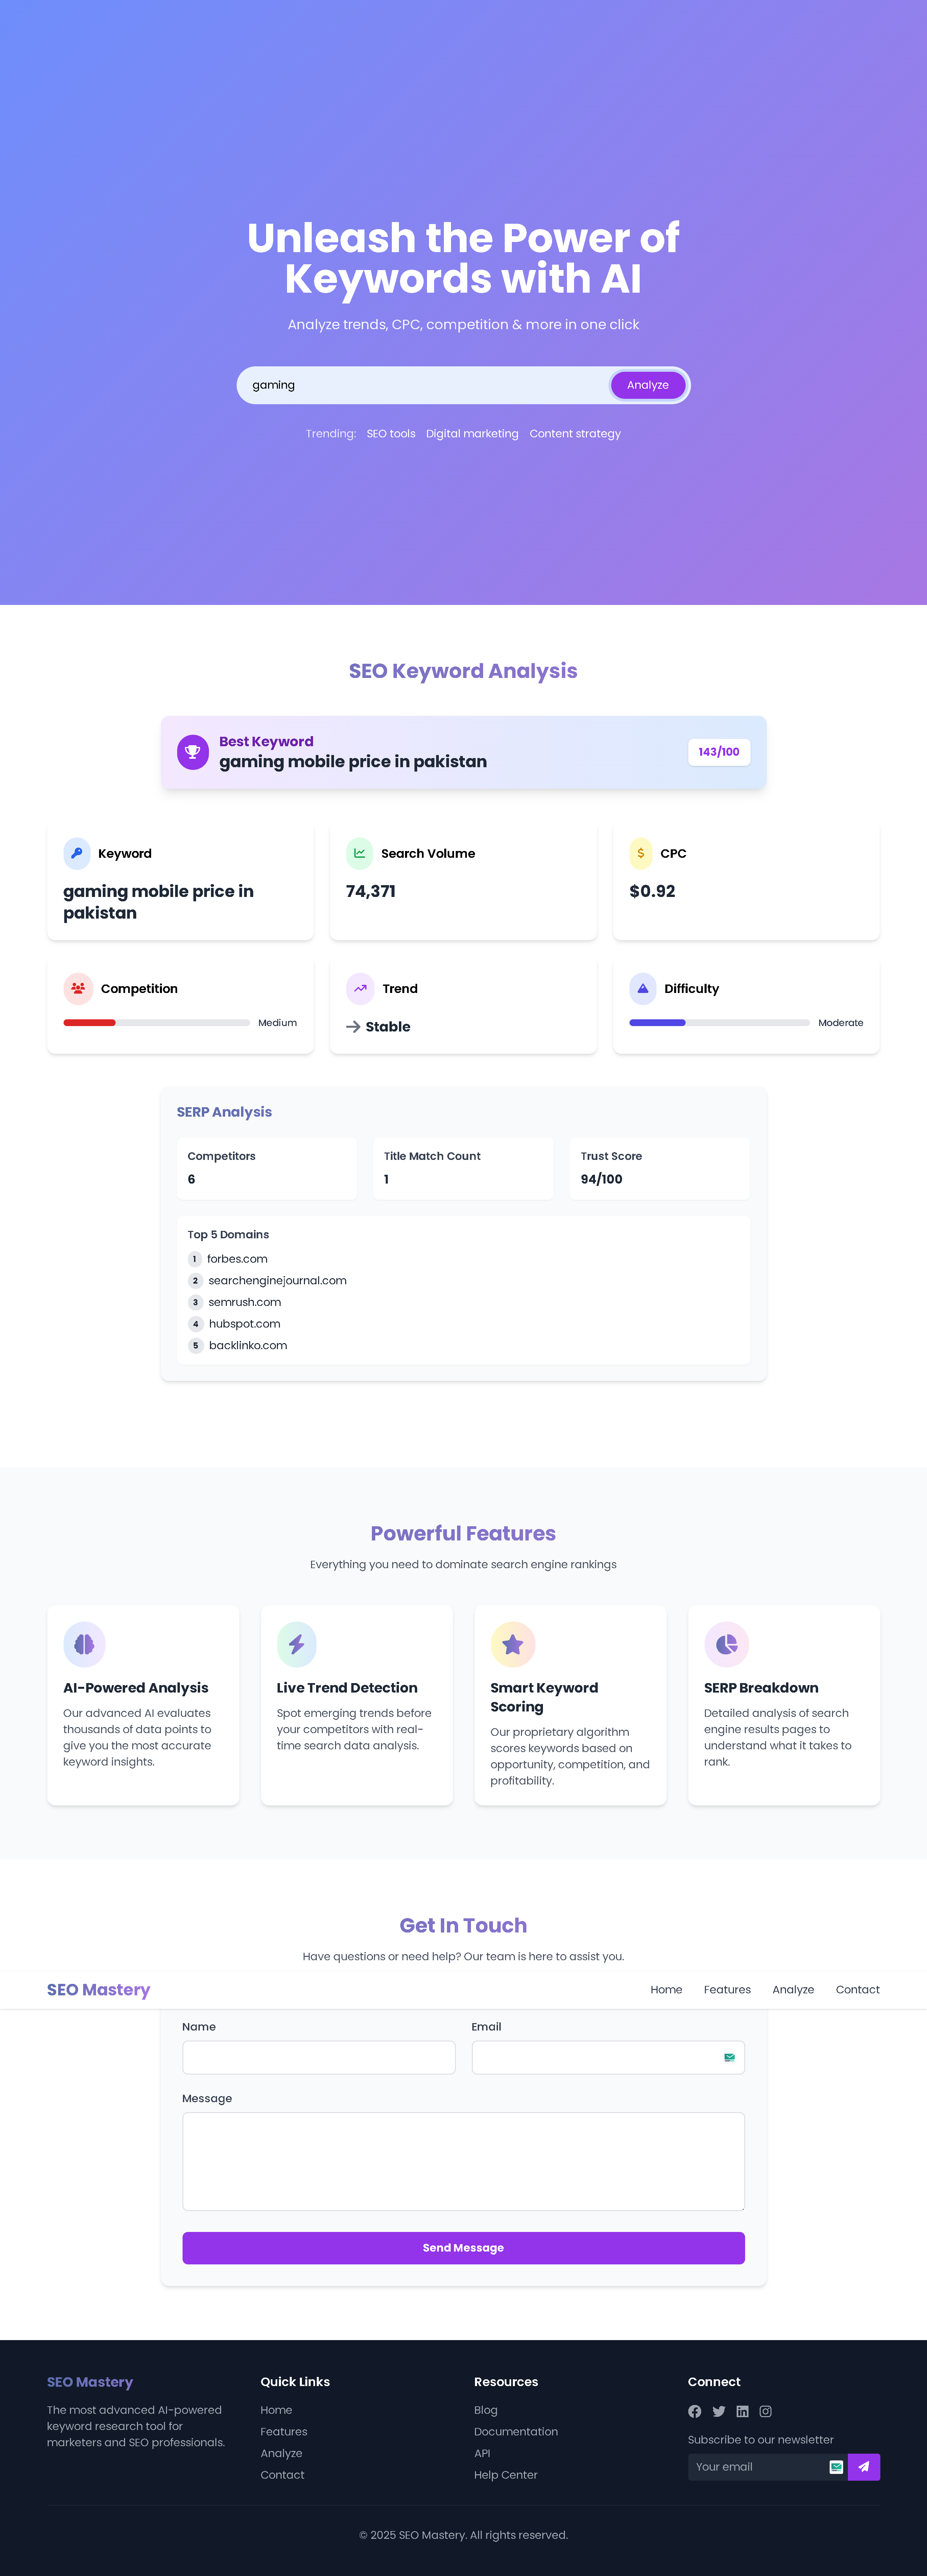 Unleash the Power of
Keywords with AI
Analyze trends, CPC, competition & more in one click
gaming
Analyze
Trending: SEO tools Digital marketing Content strategy
SEO Keyword Analysis
Best Keyword
gaming mobile price in pakistan
143/100
Keyword
gaming mobile price in
pakistan
Search Volume
74,371
CPC
$0.92
Competition
Medium
Trend
Stable
Difficulty
Moderate
SERP Analysis
Competitors
6
Title Match Count
1
Trust Score
94/100
Top 5 Domains
1 forbes.com
2 searchenginejournal.com
3 semrush.com
4 hubspot.com
5 backlinko.com
Powerful Features
Everything you need to dominate search engine rankings
AI-Powered Analysis
Our advanced AI evaluates
thousands of data points to
give you the most accurate
keyword insights.
Live Trend Detection
Spot emerging trends before
your competitors with real-
time search data analysis.
Smart Keyword
Scoring
Our proprietary algorithm
scores keywords based on
opportunity, competition, and
profitability.
SERP Breakdown
Detailed analysis of search
engine results pages to
understand what it takes to
rank.
Get In Touch
Have questions or need help? Our team is here to assist you.
SEO Mastery
Home Features Analyze Contact
Name
Email
Message
Send Message
SEO Mastery
The most advanced AI-powered
keyword research tool for
marketers and SEO professionals.
Quick Links
Home
Features
Analyze
Contact
Resources
Blog
Documentation
API
Help Center
Connect
Subscribe to our newsletter
Your email
© 2025 SEO Mastery. All rights reserved.